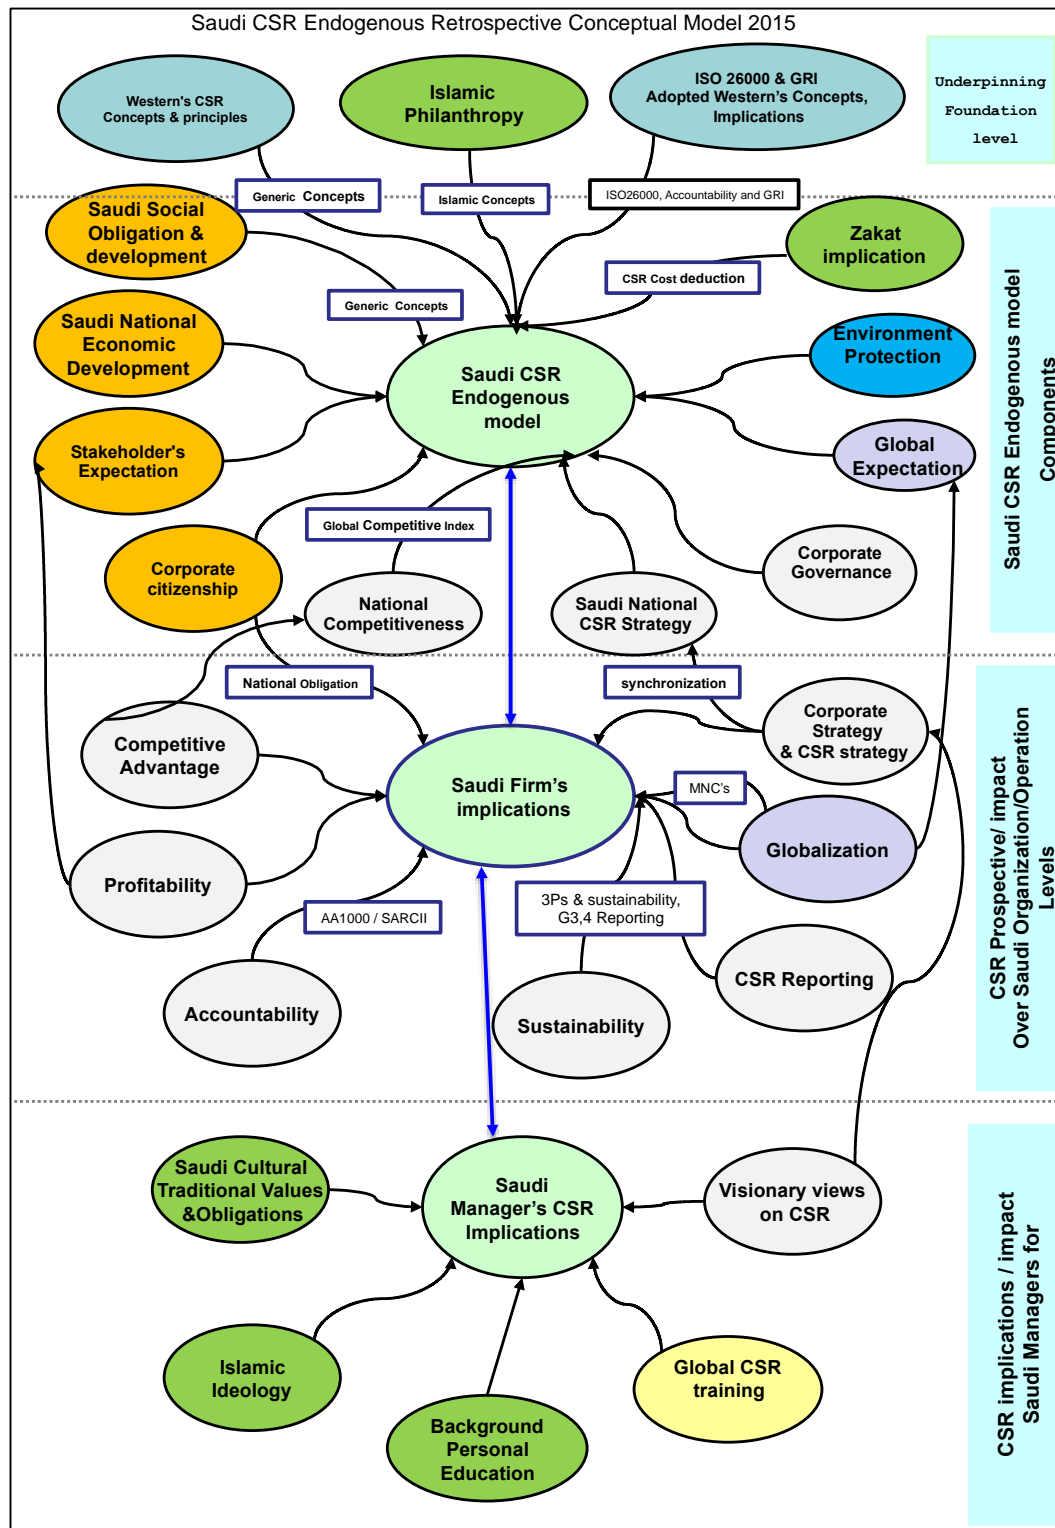 Saudi CSR Endogenous Retrospective Conceptual Model 2015
Western's CSR
Concepts & principles
Islamic
Philanthropy
ISO 26000 & GRI
Adopted Western's Concepts,
Implications
Underpinning
Foundation
level
Generic Concepts
Islamic Concepts
ISO26000, Accountability and GRI
Saudi Social
Obligation &
development
Zakat
implication
CSR Cost deduction
Generic Concepts
Saudi National
Economic
Development
Saudi CSR
Endogenous
model
Environment
Protection
Stakeholder's
Expectation
Global
Expectation
Saudi CSR Endogenous model
Components
Global Competitive Index
Corporate
citizenship
National
Competitiveness
Saudi National
CSR Strategy
Corporate
Governance
National Obligation
synchronization
Competitive
Advantage
Saudi Firm's
implications
Corporate
Strategy
& CSR strategy
MNC's
Globalization
Profitability
AA1000 / SARCII
3Ps & sustainability,
G3,4 Reporting
Accountability
Sustainability
CSR Reporting
CSR Prospective/ impact
Over Saudi Organization/Operation
Levels
Saudi Cultural
Traditional Values
&Obligations
Saudi
Manager's CSR
Implications
Visionary views
on CSR
Islamic
Ideology
Background
Personal
Education
Global CSR
training
CSR implications / impact
Saudi Managers for